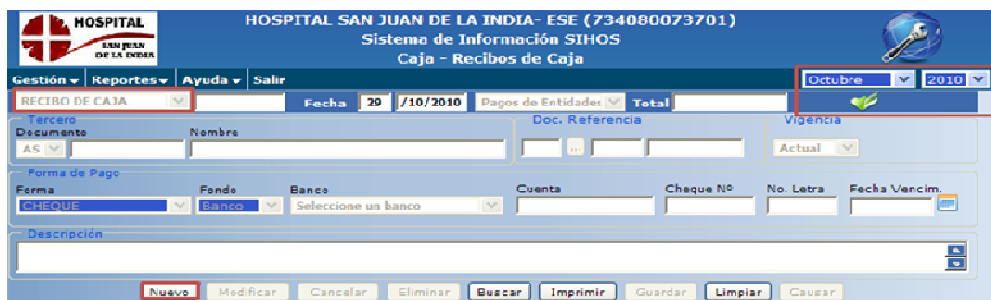 HOSPITAL
SAN JUAN
DE LA INDIA
HOSPITAL SAN JUAN DE LA INDIA- ESE (734080073701)
Sistema de Información SIHOS
Caja - Recibos de Caja
Gestión Reportes Ayuda Salir Octubre 2010
RECIBO DE CAJA Fecha 29 /10/2010 Pagos de Entidades Total
Tercero Doc. Referencia Vigencia
Documento Nombre
AS ... Actual
Forma de Pago
Forma Fondo Banco Cuenta Cheque Nº No. Letra Fecha Vencim.
CHEQUE Banco Seleccione un banco
Descripción
Nuevo Modificar Cancelar Eliminar Buscar Imprimir Guardar Limpiar Causar